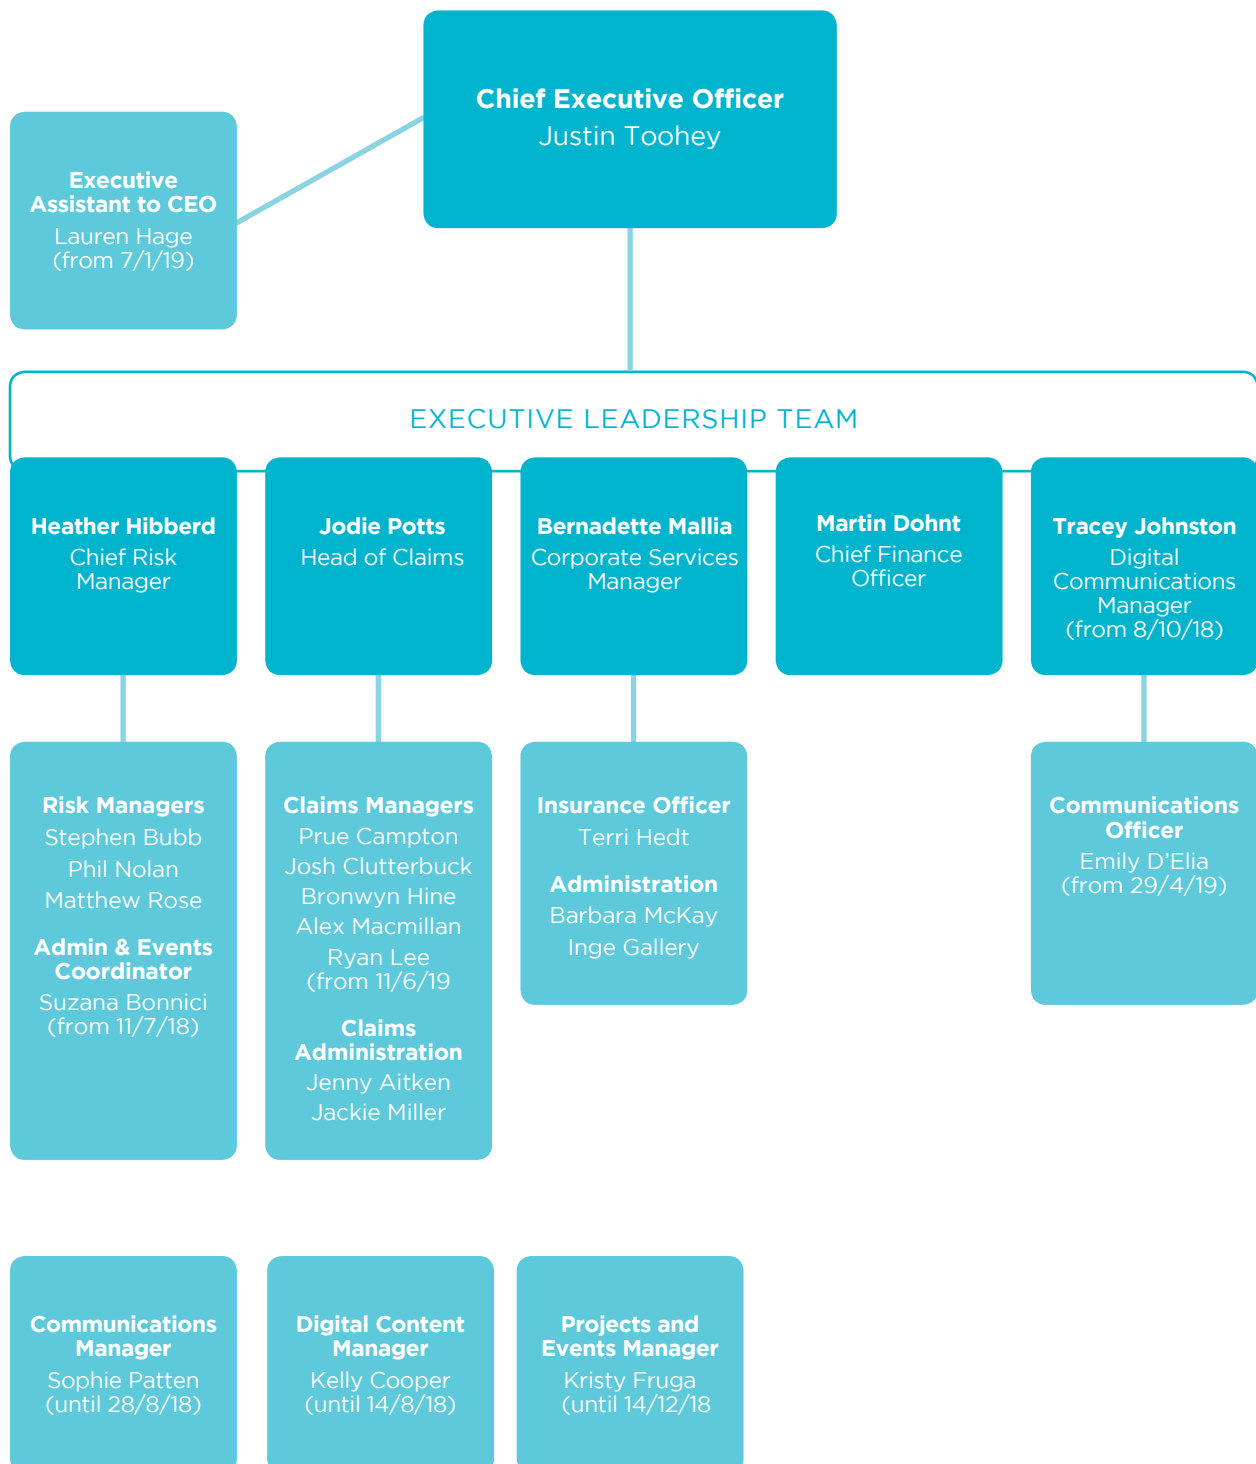 Chief Executive Officer
Justin Toohey
Executive
Assistant to CEO
Lauren Hage
(from 7/1/19)
EXECUTIVE LEADERSHIP TEAM
Heather Hibberd
Chief Risk
Manager
Jodie Potts
Head of Claims
Bernadette Mallia
Corporate Services
Manager
Martin Dohnt
Chief Finance
Officer
Tracey Johnston
Digital
Communications
Manager
(from 8/10/18)
Risk Managers
Stephen Bubb
Phil Nolan
Matthew Rose
Admin & Events
Coordinator
Suzana Bonnici
(from 11/7/18)
Claims Managers
Prue Campton
Josh Clutterbuck
Bronwyn Hine
Alex Macmillan
Ryan Lee
(from 11/6/19
Claims
Administration
Jenny Aitken
Jackie Miller
Insurance Officer
Terri Hedt
Administration
Barbara McKay
Inge Gallery
Communications
Officer
Emily D’Elia
(from 29/4/19)
Communications
Manager
Sophie Patten
(until 28/8/18)
Digital Content
Manager
Kelly Cooper
(until 14/8/18)
Projects and
Events Manager
Kristy Fruga
(until 14/12/18